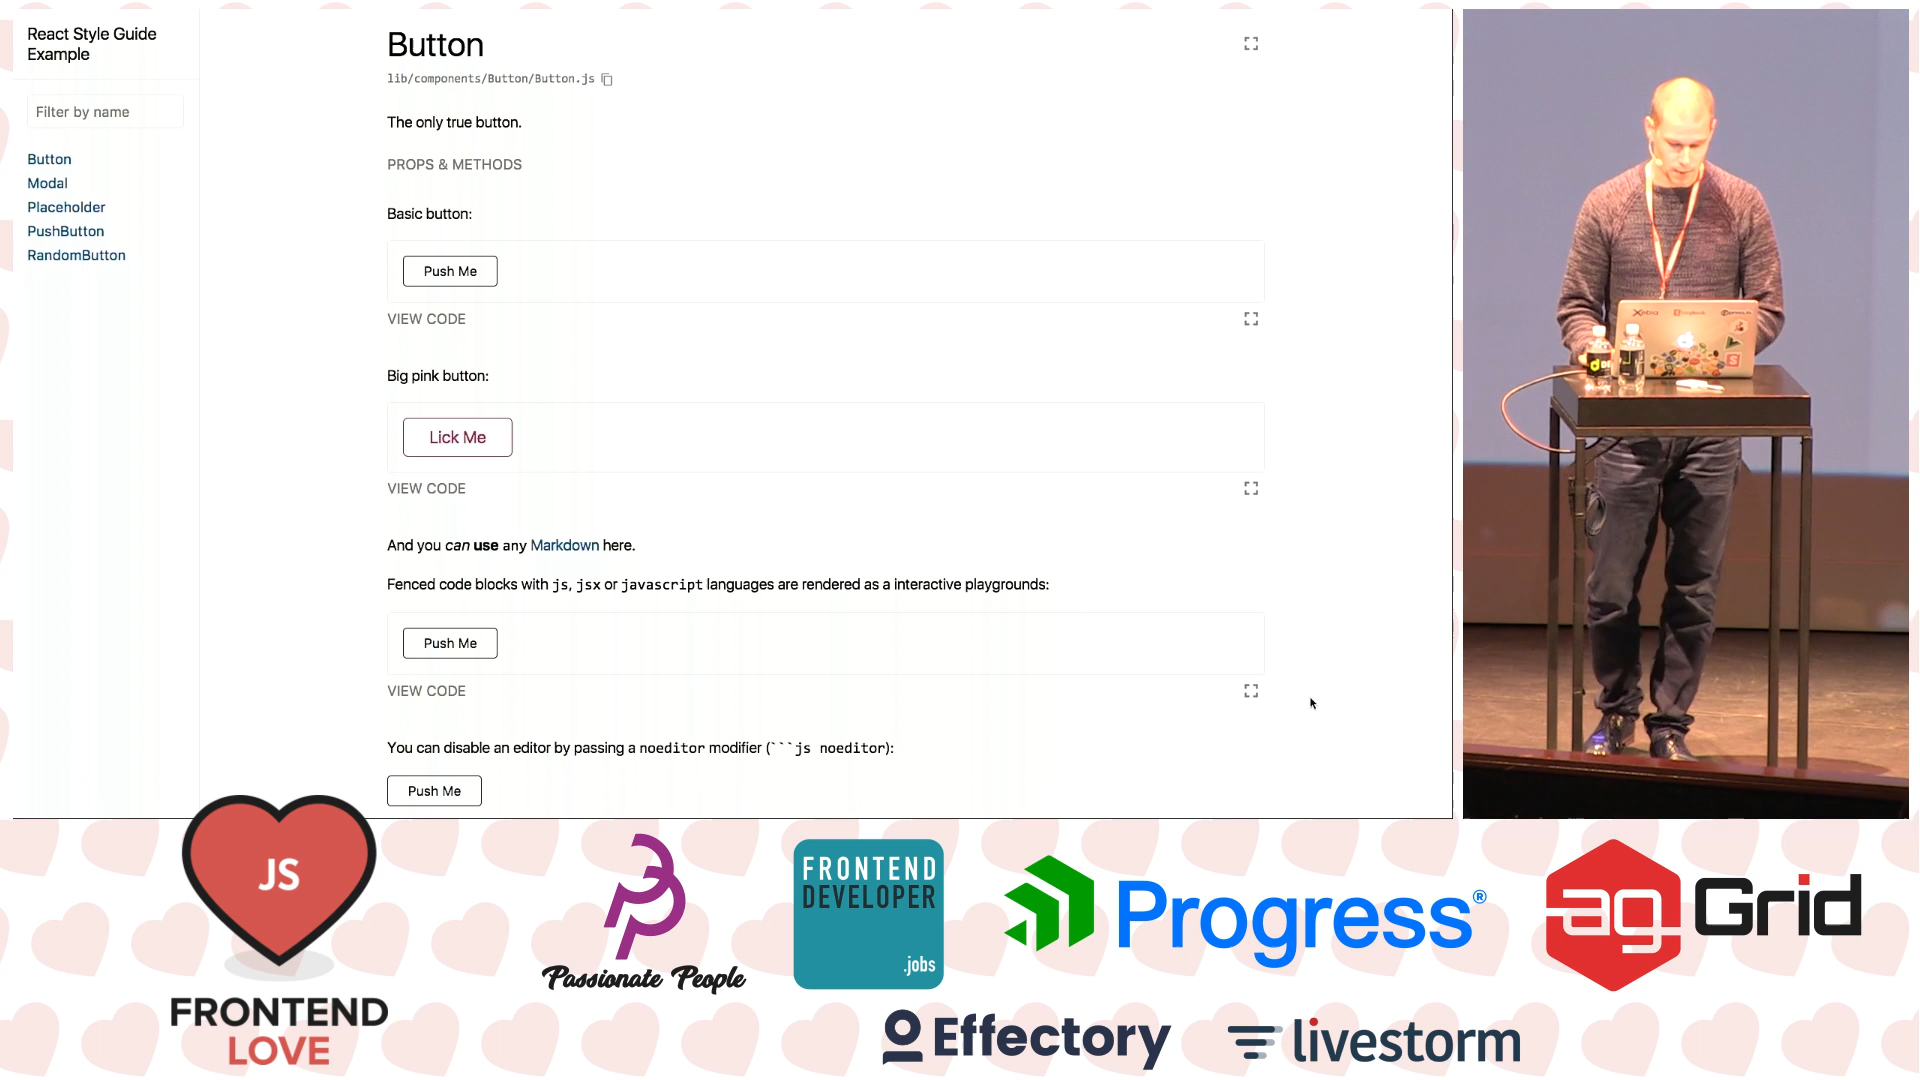 React Style Guide
Example
Filter by name
Button
Modal
Placeholder
PushButton
RandomButton
Button
lib/components/Button/Button.js
The only true button.
PROPS & METHODS
Basic button:
Push Me
VIEW CODE
Big pink button:
Lick Me
VIEW CODE
And you can use any Markdown here.
Fenced code blocks with js, jsx or javascript languages are rendered as a interactive playgrounds:
Push Me
VIEW CODE
You can disable an editor by passing a noeditor modifier (```js noeditor):
Push Me
JS
FRONTEND
LOVE
Passionate People
FRONTEND
DEVELOPER
.jobs
Progress®
ag Grid
Effectory
livestorm